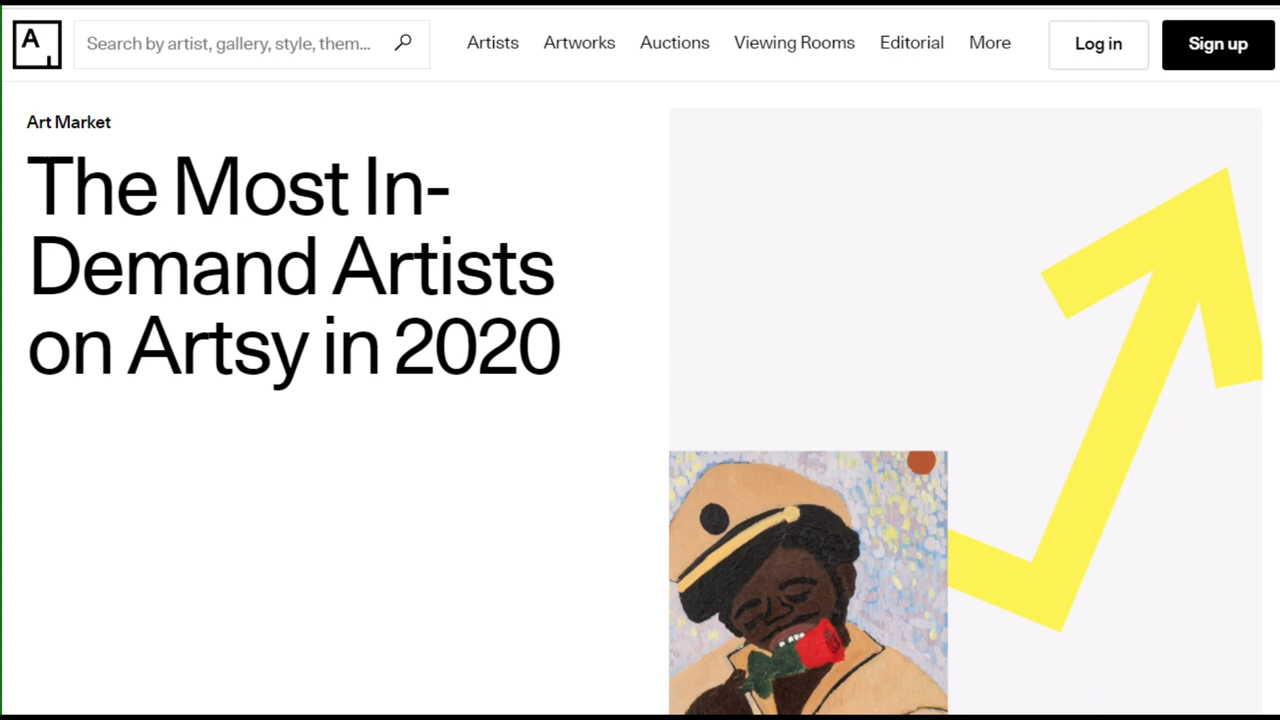 A
Search by artist, gallery, style, them...
Artists
Artworks
Auctions
Viewing Rooms
Editorial
More
Log in
Sign up
Art Market
The Most In-
Demand Artists
on Artsy in 2020